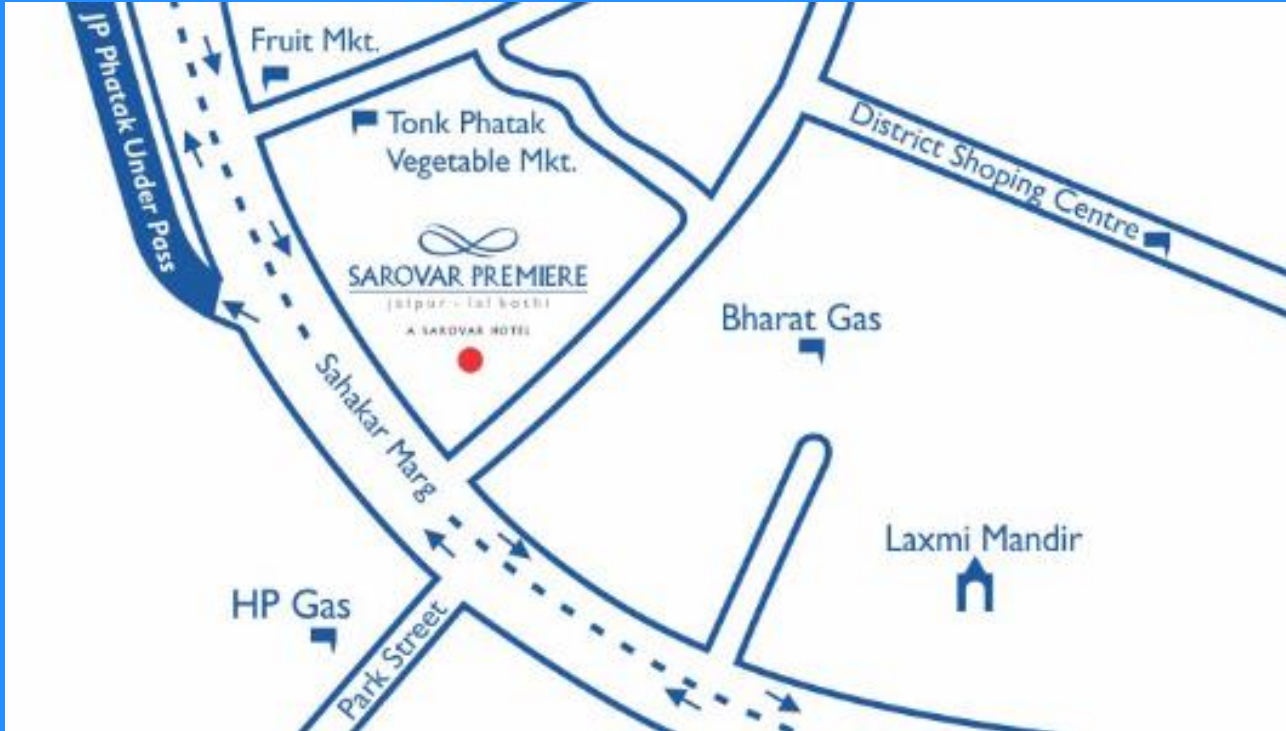 JP Phatak Under Pass
Fruit Mkt.
Tonk Phatak
Vegetable Mkt.
District Shoping Centre
SAROVAR PREMIERE
jaipur - lal kothi
A SAROVAR HOTEL
Bharat Gas
Sahakar Marg
Laxmi Mandir
HP Gas
Park Street